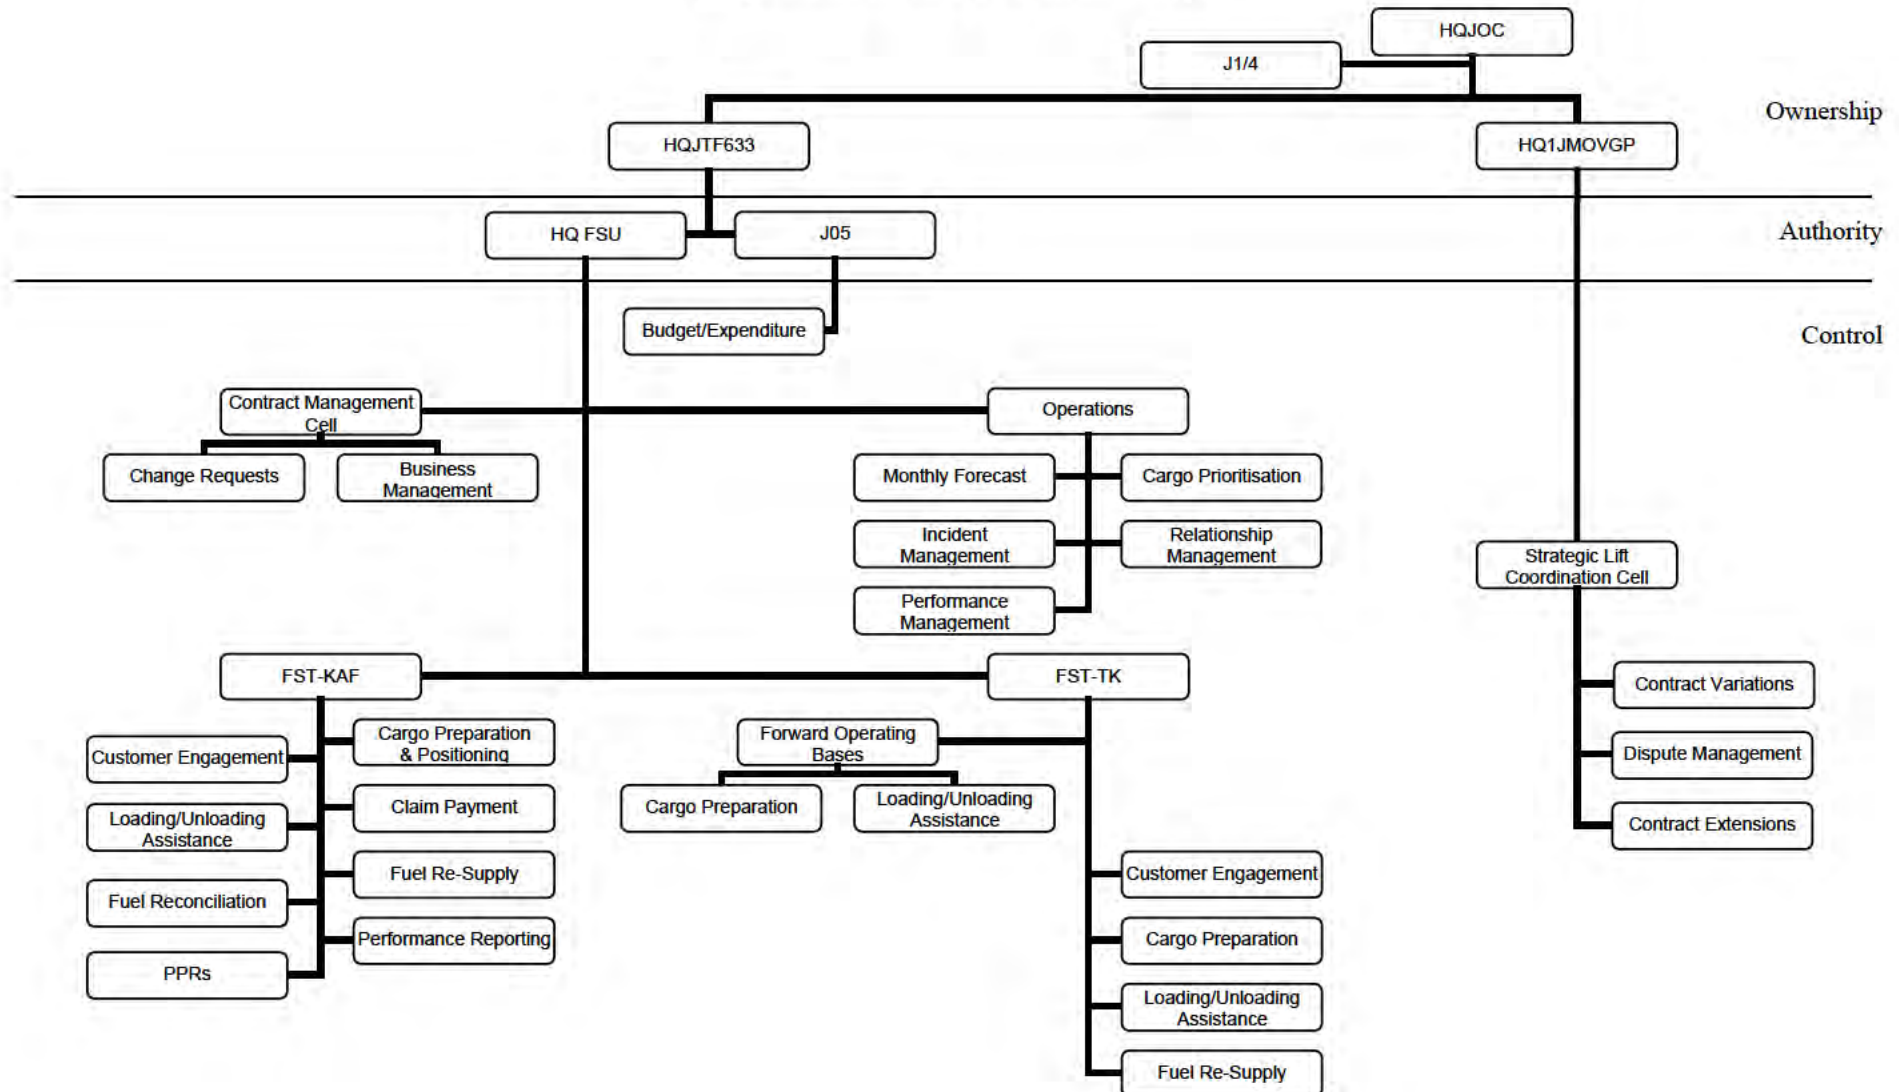 HQJOC
J1/4
Ownership
HQJTF633
HQ1JMOVGP
HQ FSU
J05
Authority
Budget/Expenditure
Control
Contract Management
Cell
Operations
Change Requests
Business
Management
Monthly Forecast
Cargo Prioritisation
Incident
Management
Relationship
Management
Strategic Lift
Coordination Cell
Performance
Management
FST-KAF
FST-TK
Contract Variations
Dispute Management
Contract Extensions
Customer Engagement
Cargo Preparation
& Positioning
Loading/Unloading
Assistance
Claim Payment
Fuel Reconciliation
Fuel Re-Supply
PPRs
Performance Reporting
Forward Operating
Bases
Cargo Preparation
Loading/Unloading
Assistance
Customer Engagement
Cargo Preparation
Loading/Unloading
Assistance
Fuel Re-Supply